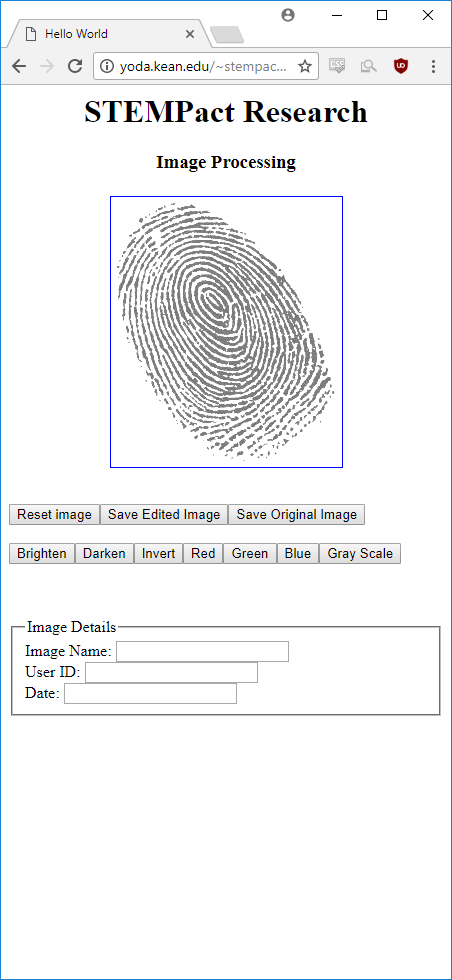 Hello World
yoda.kean.edu/~stempac...
STEMPact Research
Image Processing
Reset image Save Edited Image Save Original Image
Brighten Darken Invert Red Green Blue Gray Scale
Image Details
Image Name:
User ID:
Date: